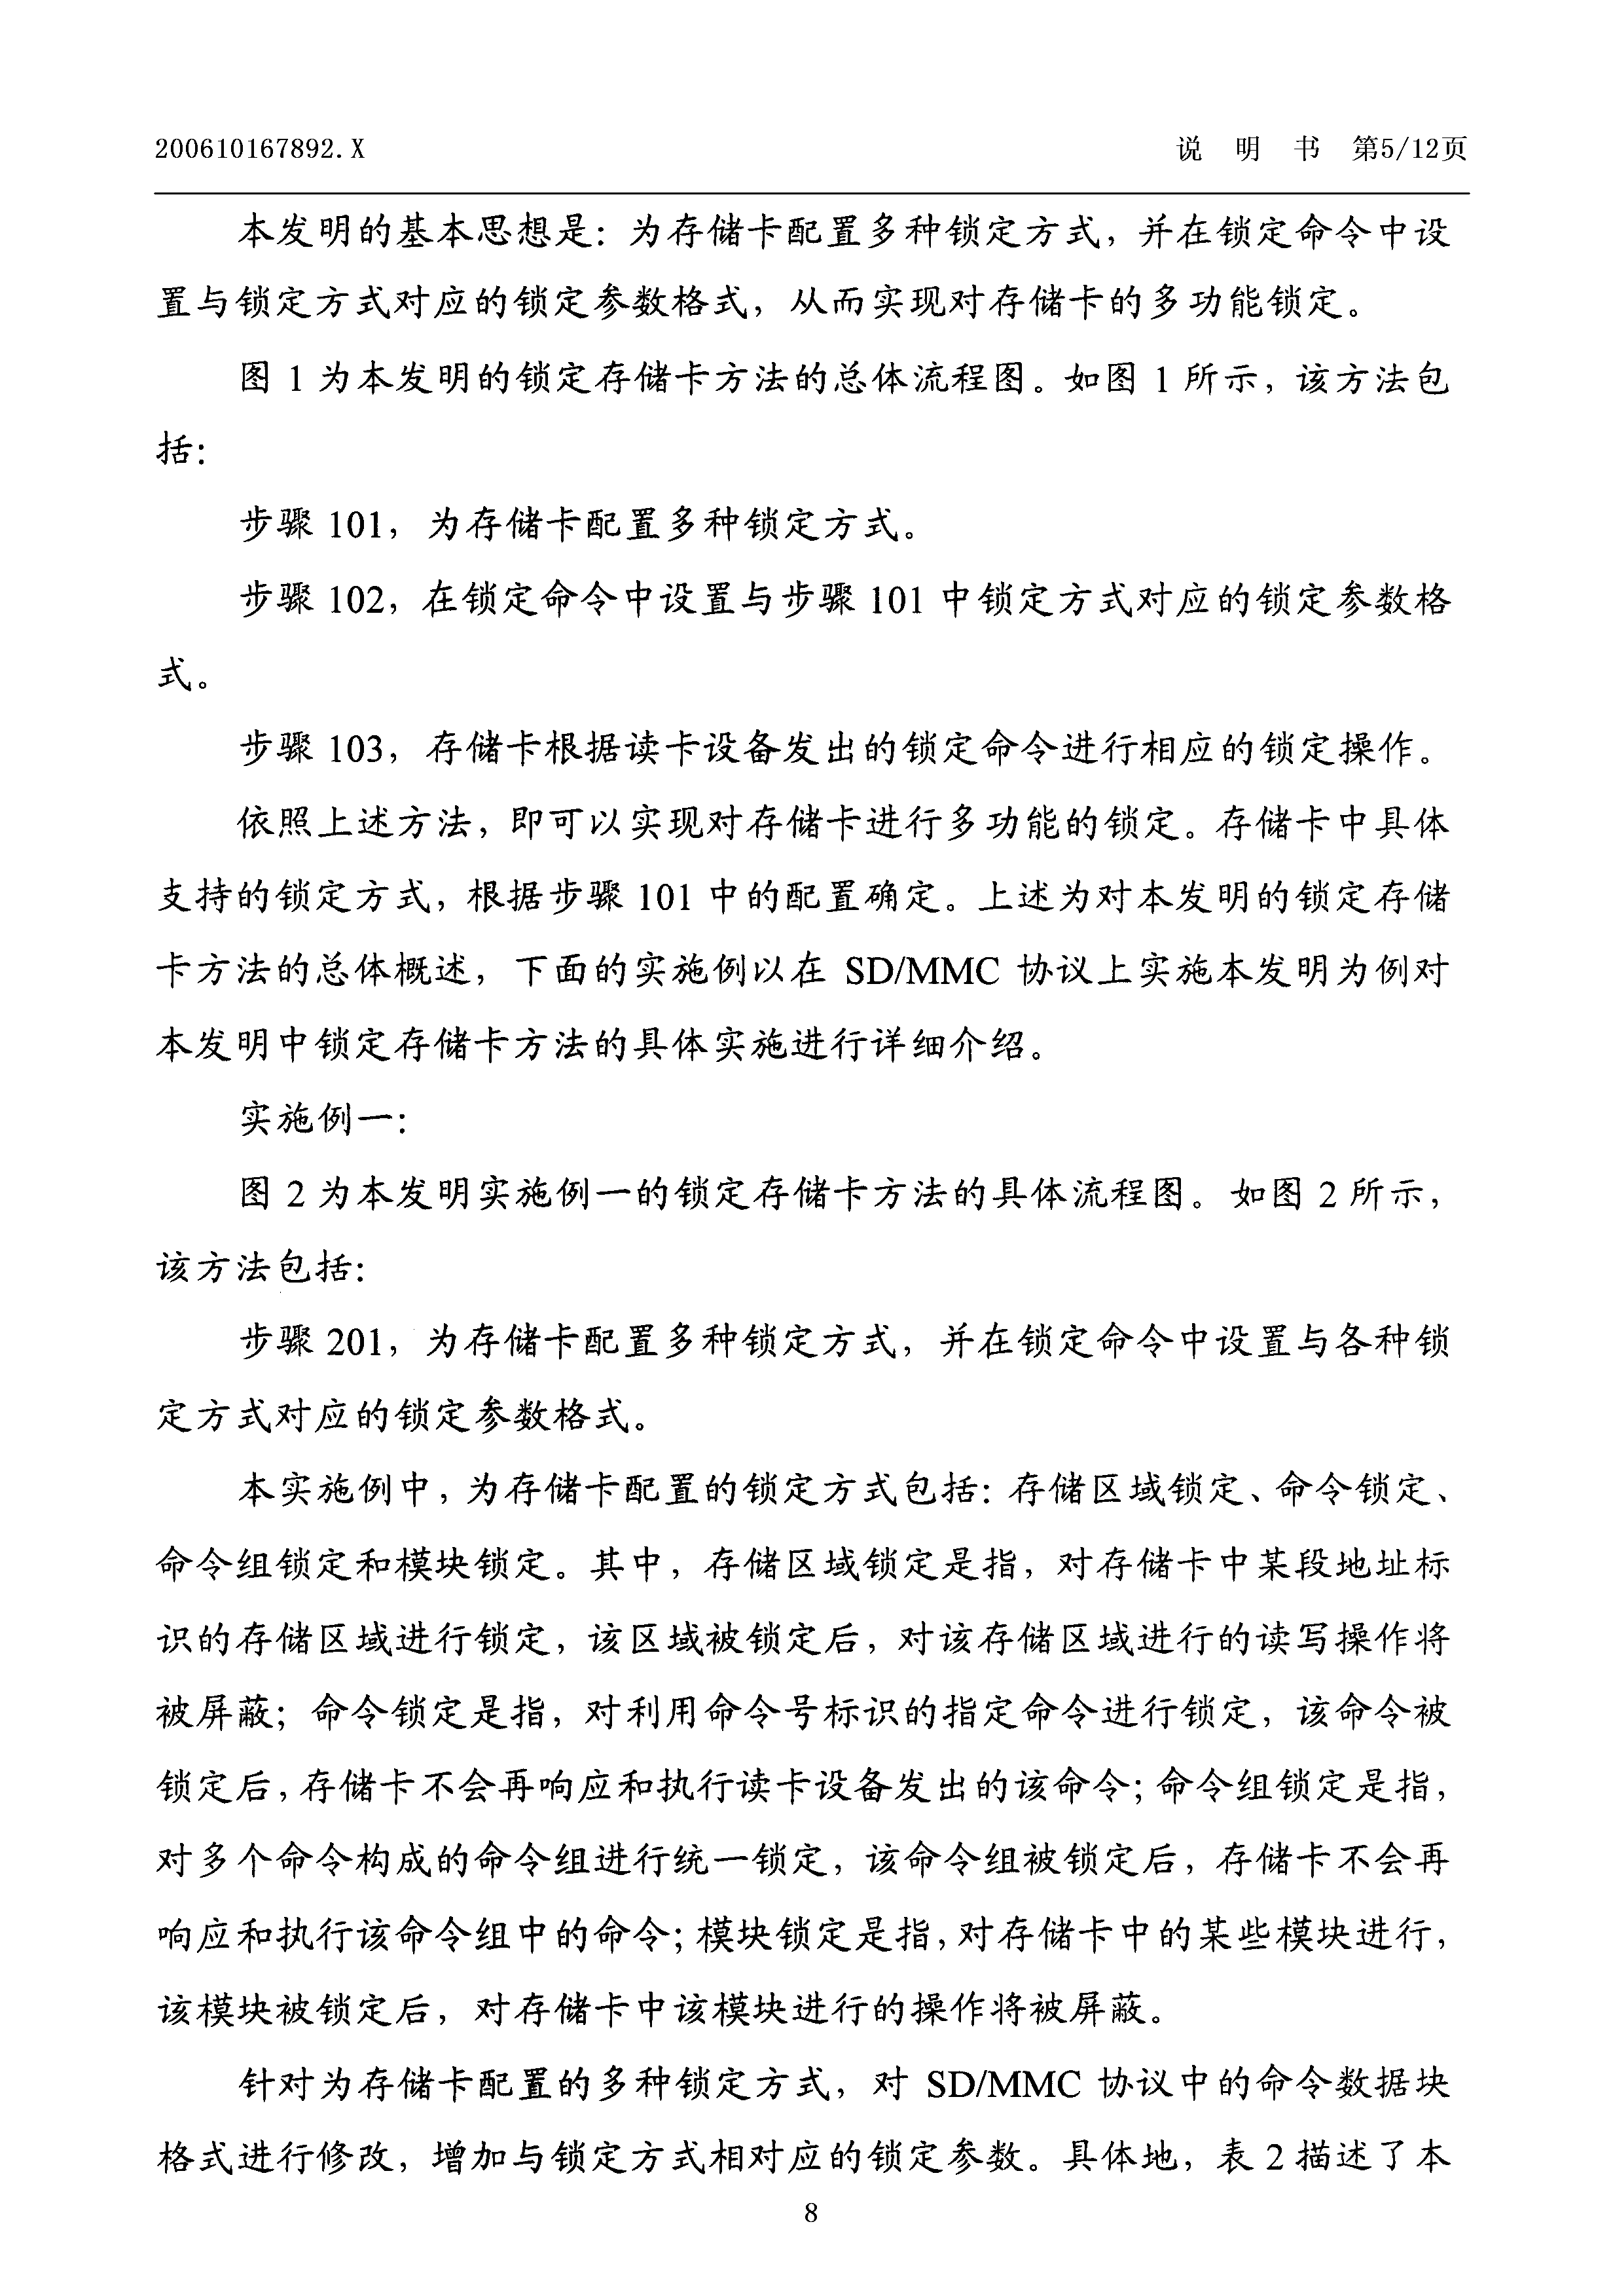 200610167892.X 说 明 书 第5/12页
本发明的基本思想是：为存储卡配置多种锁定方式，并在锁定命令中设
置与锁定方式对应的锁定参数格式，从而实现对存储卡的多功能锁定。
图 1 为本发明的锁定存储卡方法的总体流程图。如图 1 所示，该方法包
括：
步骤 101，为存储卡配置多种锁定方式。
步骤 102，在锁定命令中设置与步骤 101 中锁定方式对应的锁定参数格
式。
步骤 103，存储卡根据读卡设备发出的锁定命令进行相应的锁定操作。
依照上述方法，即可以实现对存储卡进行多功能的锁定。存储卡中具体
支持的锁定方式，根据步骤 101 中的配置确定。上述为对本发明的锁定存储
卡方法的总体概述，下面的实施例以在 SD/MMC 协议上实施本发明为例对
本发明中锁定存储卡方法的具体实施进行详细介绍。
实施例一：
图 2 为本发明实施例一的锁定存储卡方法的具体流程图。如图 2 所示，
该方法包括：
步骤 201，为存储卡配置多种锁定方式，并在锁定命令中设置与各种锁
定方式对应的锁定参数格式。
本实施例中，为存储卡配置的锁定方式包括：存储区域锁定、命令锁定、
命令组锁定和模块锁定。其中，存储区域锁定是指，对存储卡中某段地址标
识的存储区域进行锁定，该区域被锁定后，对该存储区域进行的读写操作将
被屏蔽；命令锁定是指，对利用命令号标识的指定命令进行锁定，该命令被
锁定后，存储卡不会再响应和执行读卡设备发出的该命令；命令组锁定是指，
对多个命令构成的命令组进行统一锁定，该命令组被锁定后，存储卡不会再
响应和执行该命令组中的命令；模块锁定是指，对存储卡中的某些模块进行，
该模块被锁定后，对存储卡中该模块进行的操作将被屏蔽。
针对为存储卡配置的多种锁定方式，对 SD/MMC 协议中的命令数据块
格式进行修改，增加与锁定方式相对应的锁定参数。具体地，表 2 描述了本
8